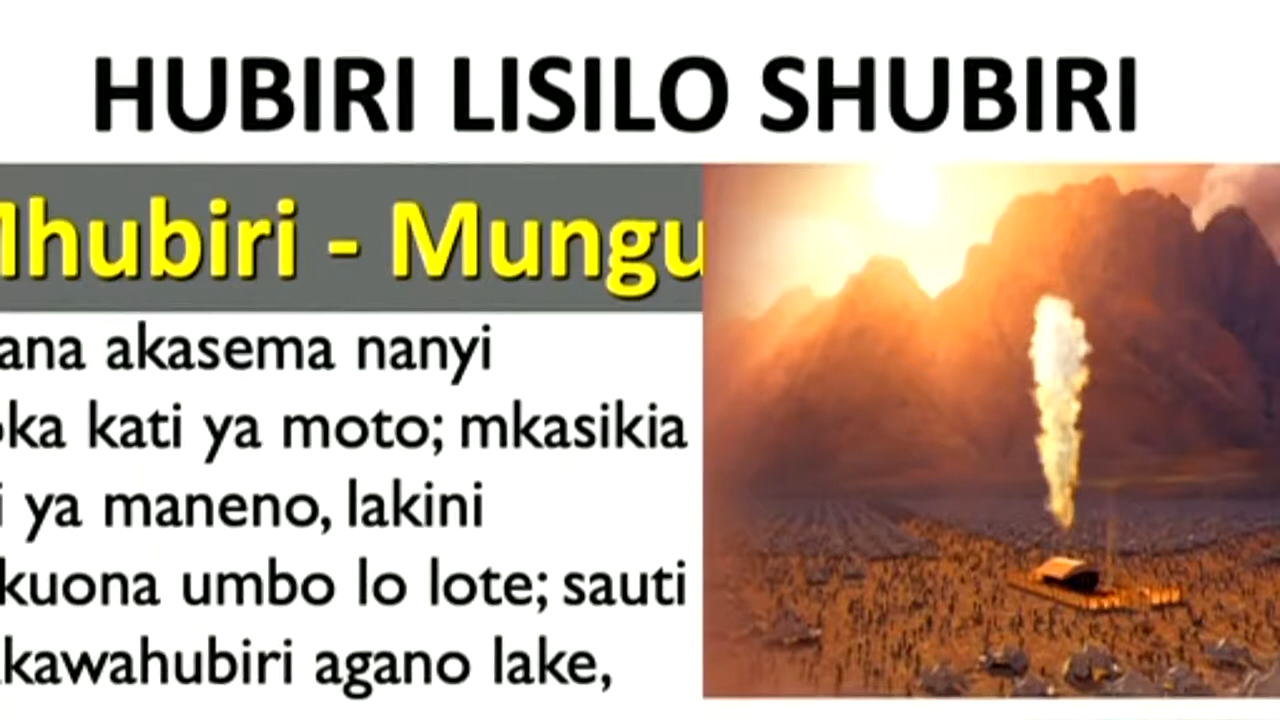 HUBIRI LISILO SHUBIRI
Mhubiri - Mungu
ana akasema nanyi
ka kati ya moto; mkasikia
i ya maneno, lakini
kuona umbo lo lote; sauti
kawahubiri agano lake,